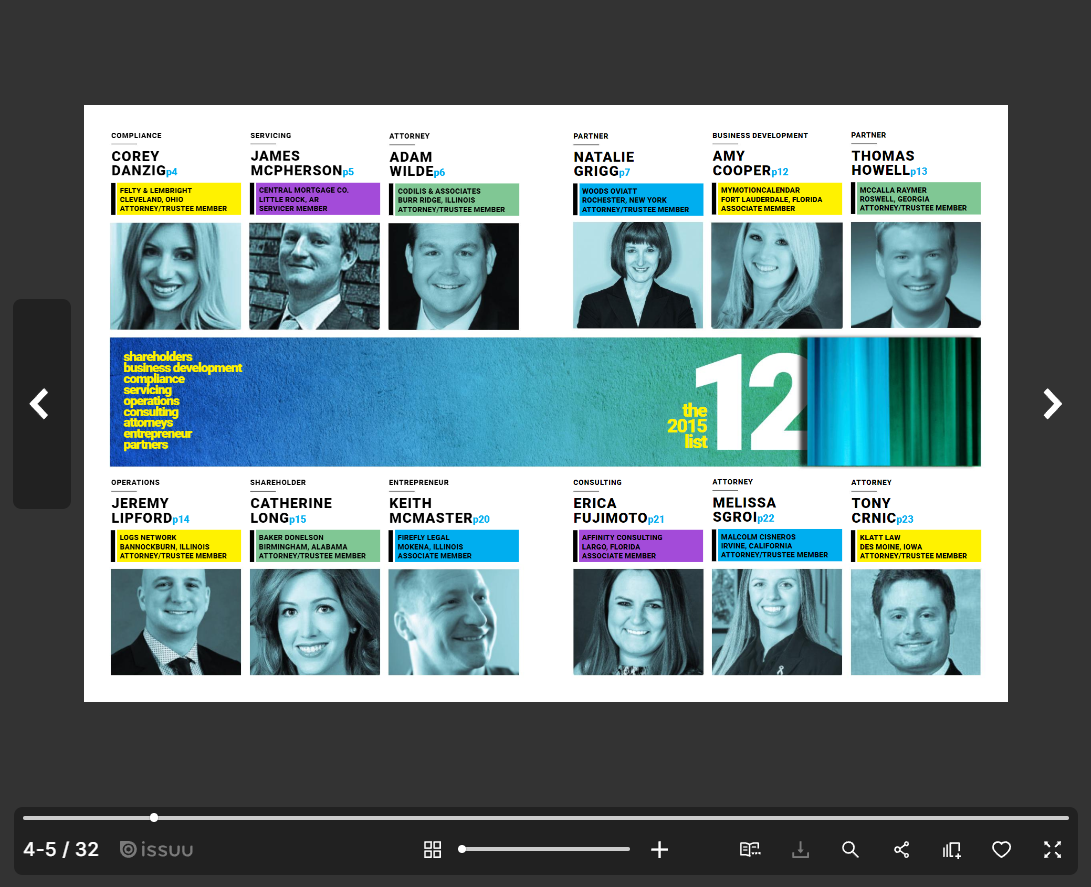 COMPLIANCE
COREY
DANZIGp4
FELTY & LEMBRIGHT
CLEVELAND, OHIO
ATTORNEY/TRUSTEE MEMBER
SERVICING
JAMES
MCPHERSONp5
CENTRAL MORTGAGE CO.
LITTLE ROCK, AR
SERVICER MEMBER
ATTORNEY
ADAM
WILDEp6
CODILIS & ASSOCIATES
BURR RIDGE, ILLINOIS
ATTORNEY/TRUSTEE MEMBER
PARTNER
NATALIE
GRIGGp7
WOODS OVIATT
ROCHESTER, NEW YORK
ATTORNEY/TRUSTEE MEMBER
BUSINESS DEVELOPMENT
AMY
COOPERp12
MYMOTIONCALENDAR
FORT LAUDERDALE, FLORIDA
ASSOCIATE MEMBER
PARTNER
THOMAS
HOWELLp13
MCCALLA RAYMER
ROSWELL, GEORGIA
ATTORNEY/TRUSTEE MEMBER
shareholders
business development
compliance
servicing
operations
consulting
attorneys
entrepreneur
partners
the
2015
list
12
OPERATIONS
JEREMY
LIPFORDp14
LOGS NETWORK
BANNOCKBURN, ILLINOIS
ATTORNEY/TRUSTEE MEMBER
SHAREHOLDER
CATHERINE
LONGp15
BAKER DONELSON
BIRMINGHAM, ALABAMA
ATTORNEY/TRUSTEE MEMBER
ENTREPRENEUR
KEITH
MCMASTERp20
FIREFLY LEGAL
MOKENA, ILLINOIS
ASSOCIATE MEMBER
CONSULTING
ERICA
FUJIMOTOp21
AFFINITY CONSULTING
LARGO, FLORIDA
ASSOCIATE MEMBER
ATTORNEY
MELISSA
SGROIp22
MALCOLM CISNEROS
IRVINE, CALIFORNIA
ATTORNEY/TRUSTEE MEMBER
ATTORNEY
TONY
CRNICp23
KLATT LAW
DES MOINE, IOWA
ATTORNEY/TRUSTEE MEMBER
4-5 / 32
issuu